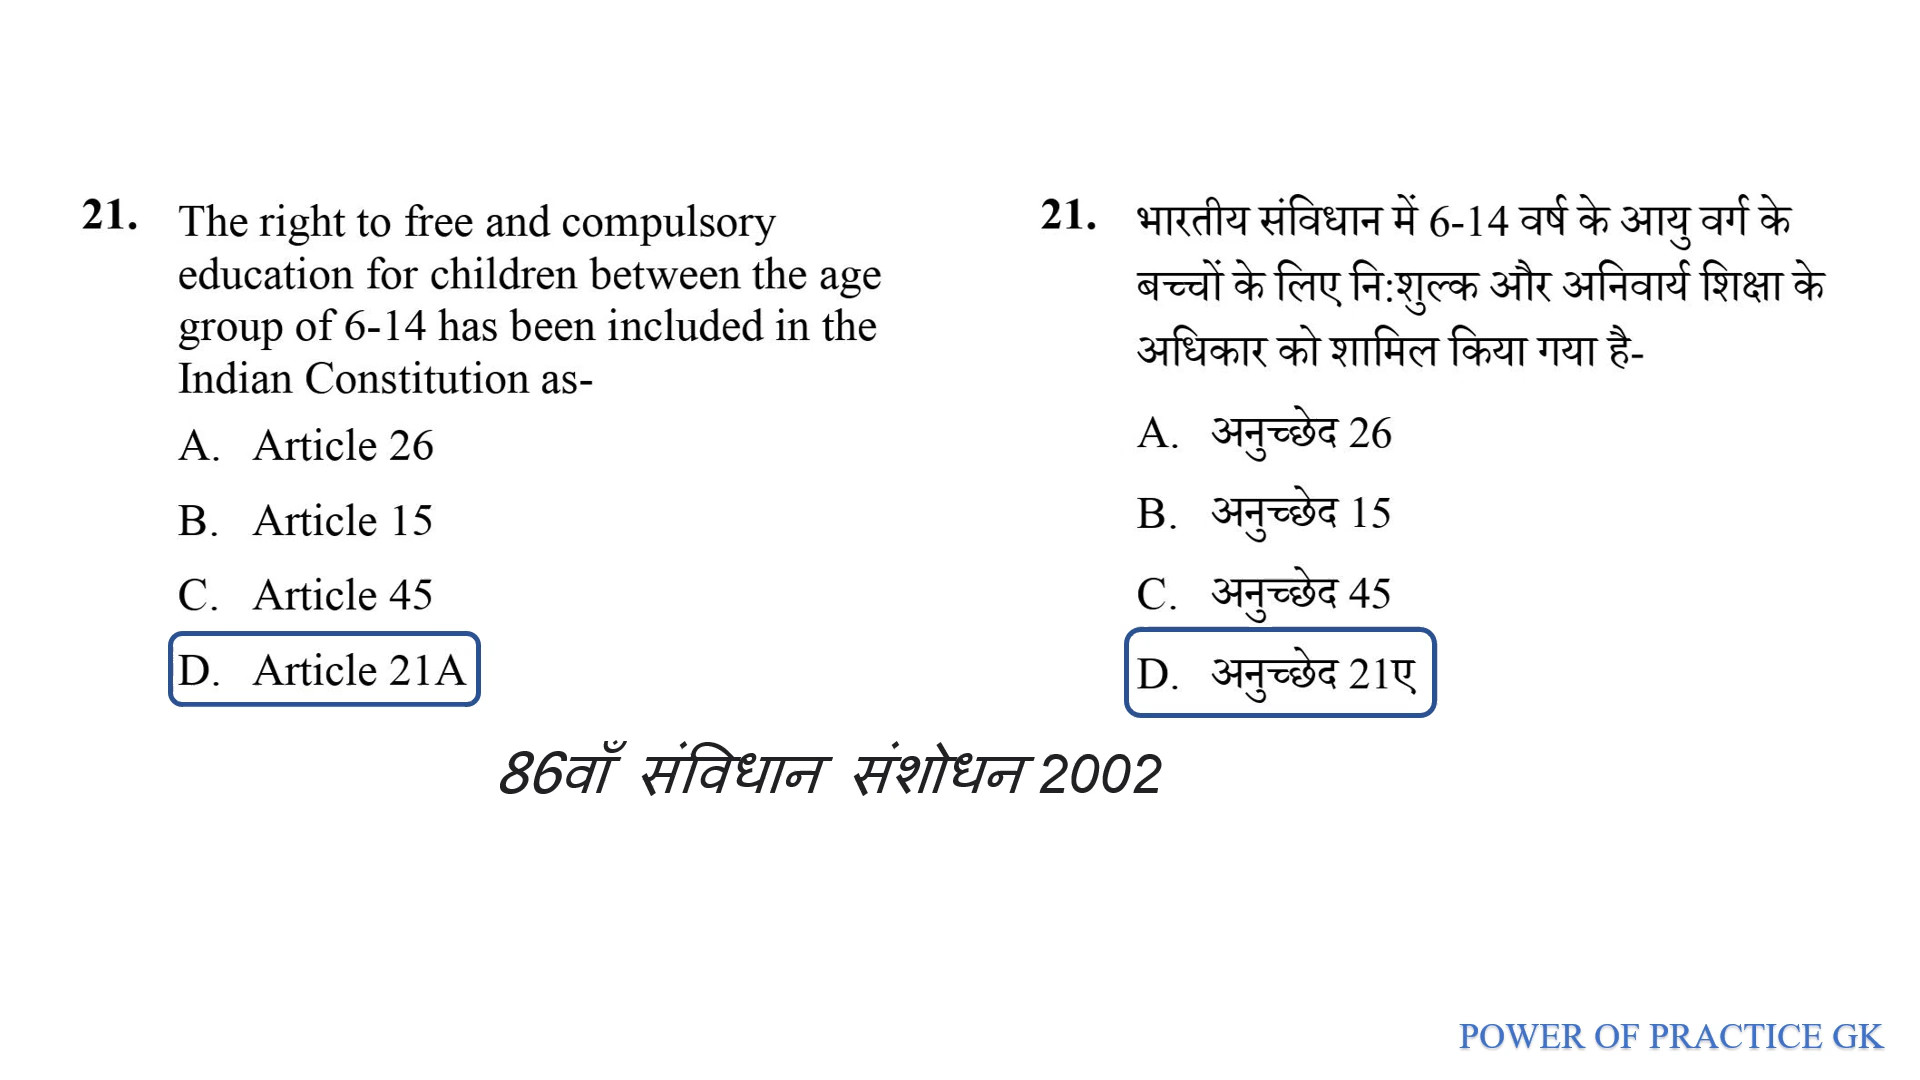 21. The right to free and compulsory
education for children between the age
group of 6-14 has been included in the
Indian Constitution as-
A. Article 26
B. Article 15
C. Article 45
D. Article 21A
21. भारतीय संविधान में 6-14 वर्ष के आयु वर्ग के
बच्चों के लिए नि:शुल्क और अनिवार्य शिक्षा के
अधिकार को शामिल किया गया है-
A. अनुच्छेद 26
B. अनुच्छेद 15
C. अनुच्छेद 45
D. अनुच्छेद 21ए
86वाँ संविधान संशोधन 2002
POWER OF PRACTICE GK